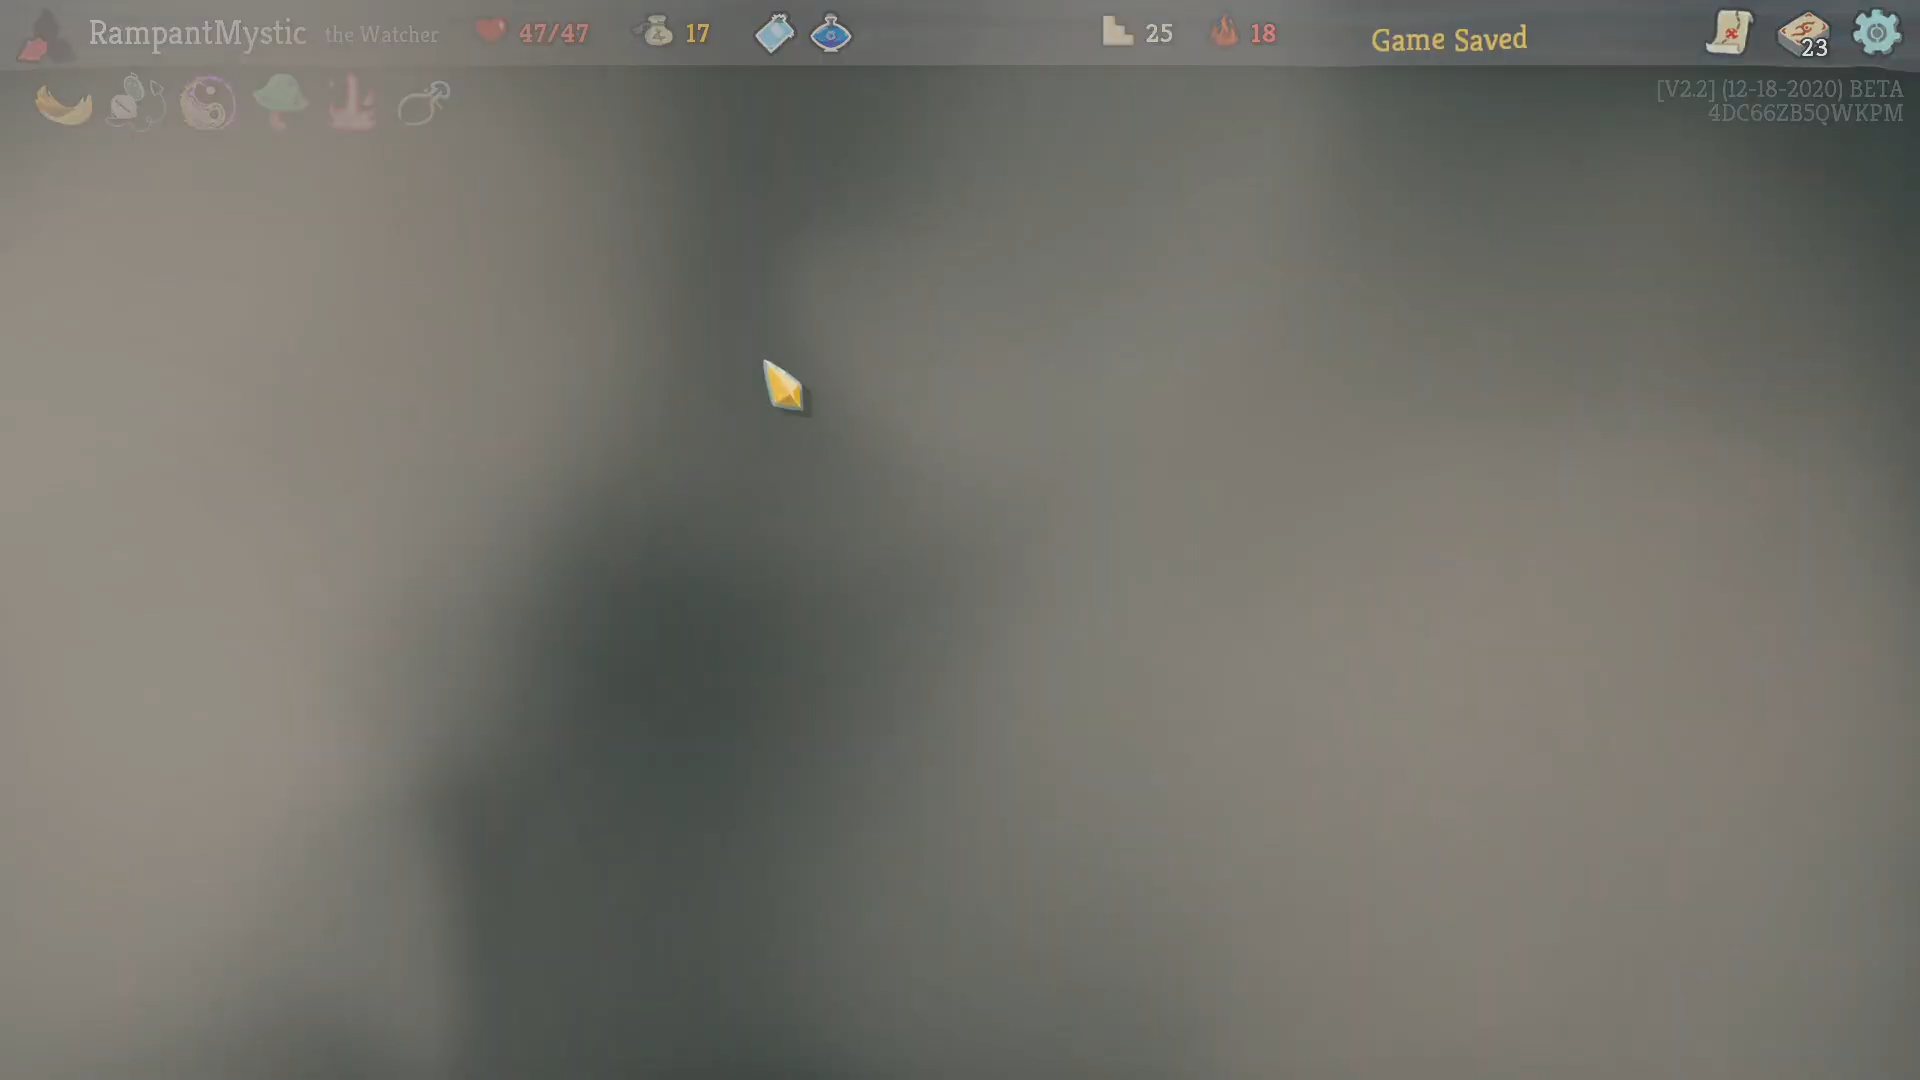 RampantMystic the Watcher 47/47 17 25 18 Game Saved 23
[V2.2] (12-18-2020) BETA
4DC66ZB5QWKPM